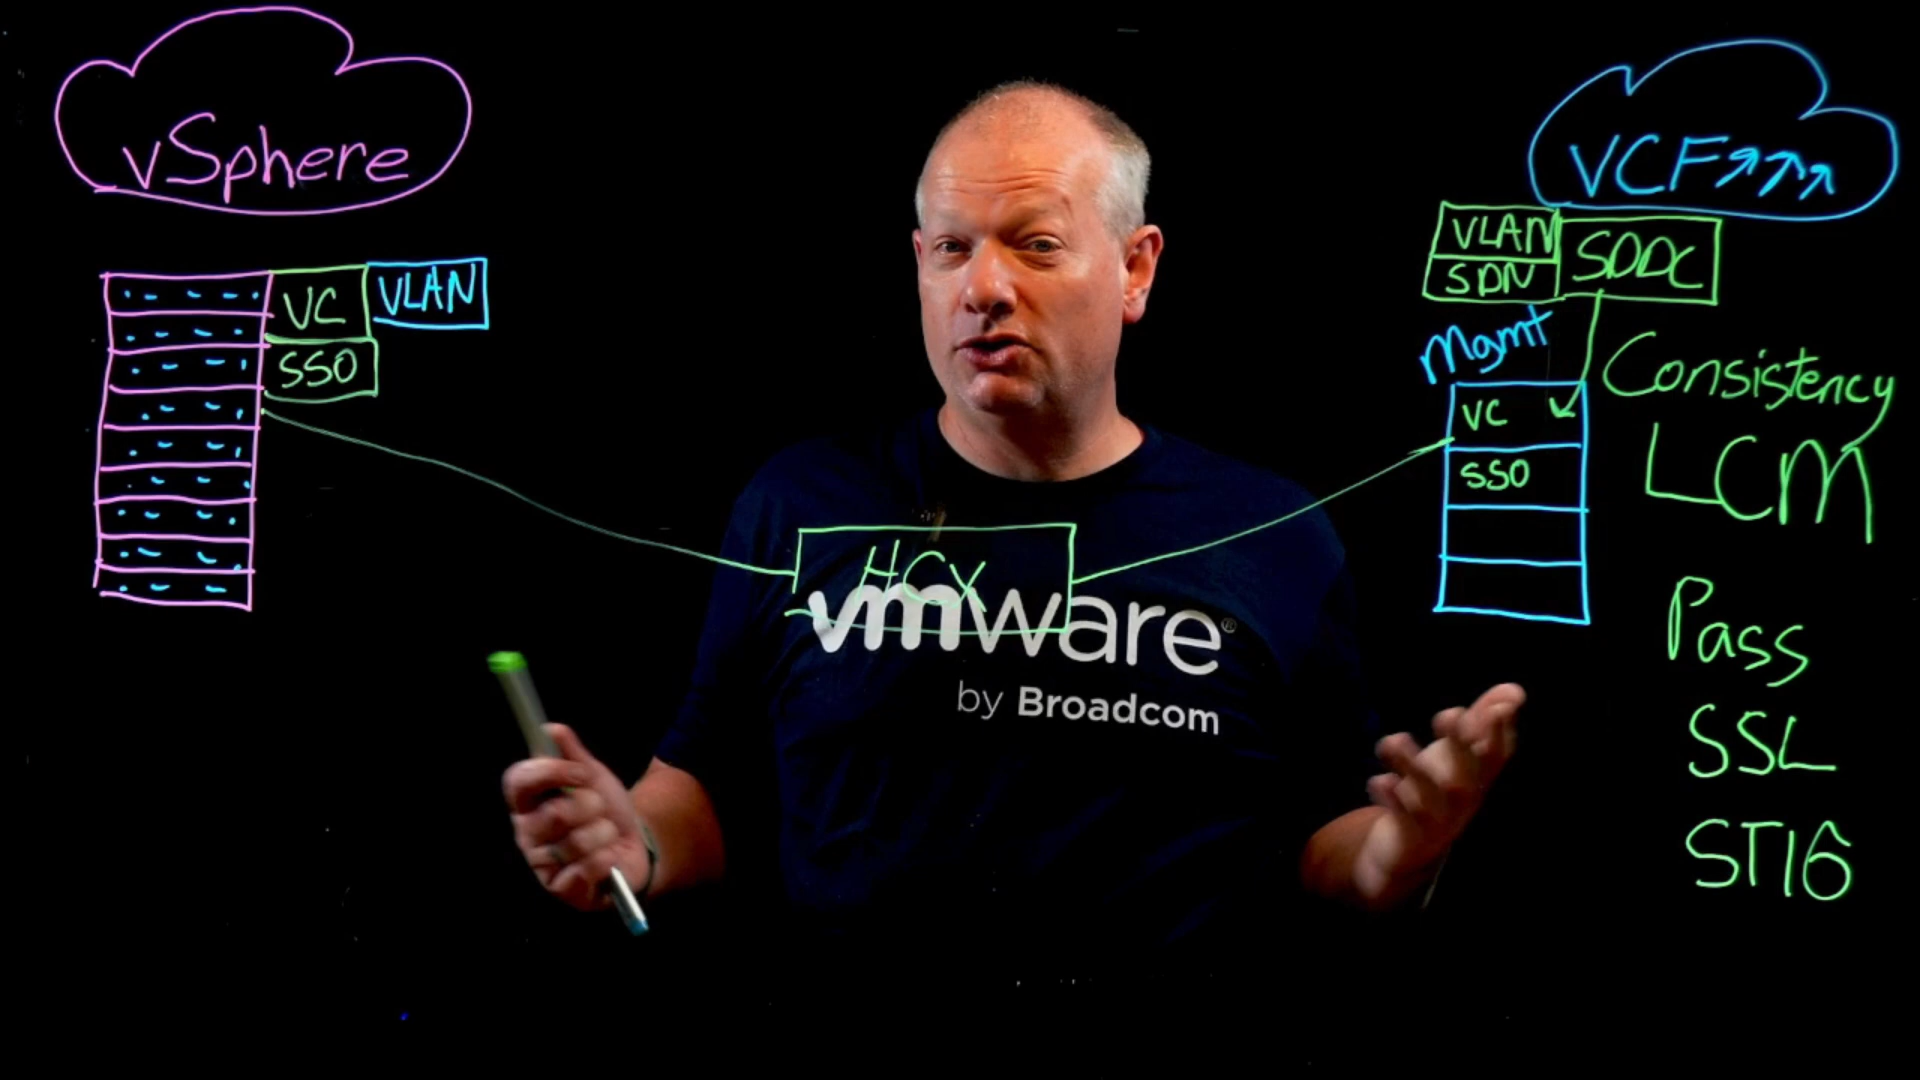 vSphere
VC
VLAN
SSO
HCX
vmware®
by Broadcom
VCF
VLAN
SDN
SDDC
Mgmt
VC
SSO
Consistency
LCM
Pass
SSL
STIG